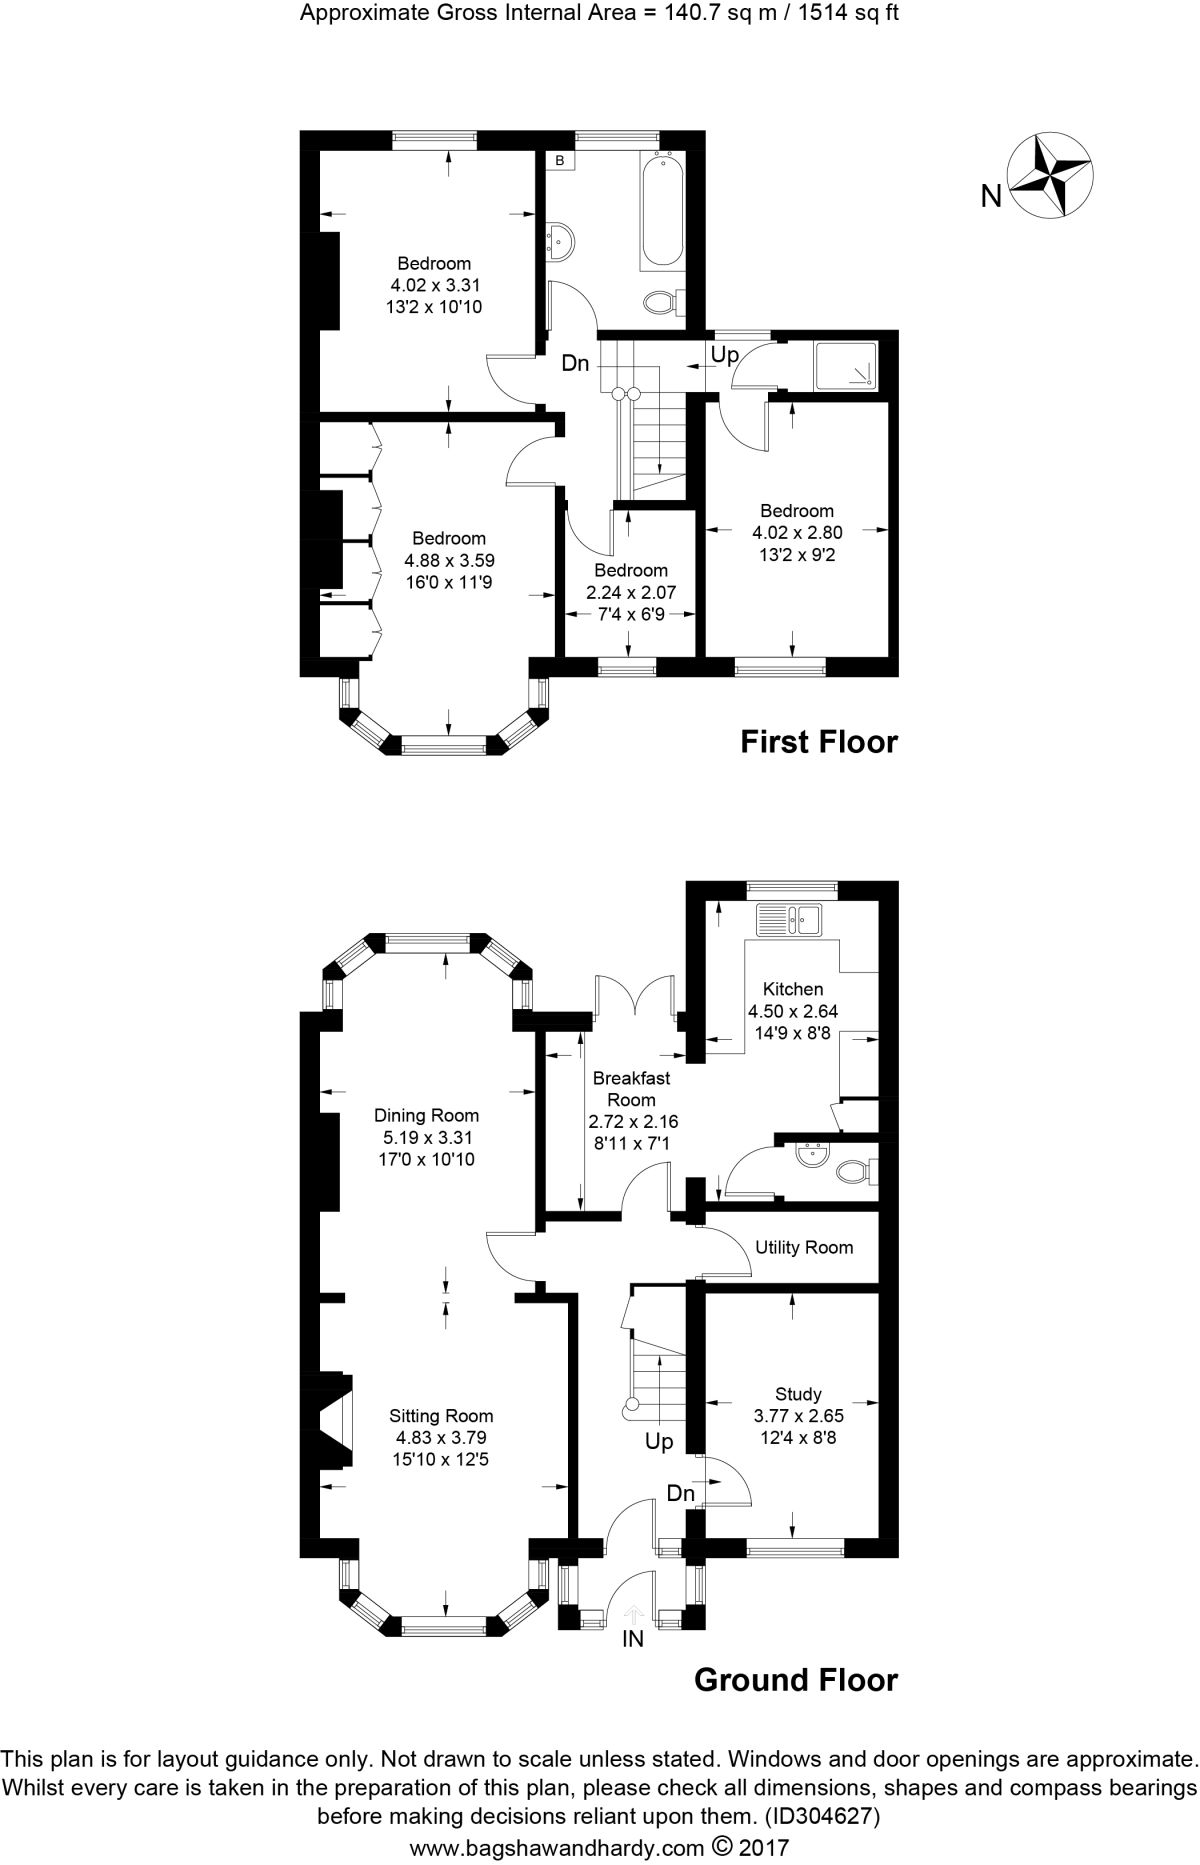 Approximate Gross Internal Area = 140.7 sq m / 1514 sq ft
B
N
Bedroom
4.02 x 3.31
13'2 x 10'10
Dn
Up
Bedroom
4.88 x 3.59
16'0 x 11'9
Bedroom
2.24 x 2.07
7'4 x 6'9
Bedroom
4.02 x 2.80
13'2 x 9'2
First Floor
Kitchen
4.50 x 2.64
14'9 x 8'8
Breakfast
Room
2.72 x 2.16
8'11 x 7'1
Dining Room
5.19 x 3.31
17'0 x 10'10
Utility Room
Sitting Room
4.83 x 3.79
15'10 x 12'5
Study
3.77 x 2.65
12'4 x 8'8
Up
Dn
IN
Ground Floor
This plan is for layout guidance only. Not drawn to scale unless stated. Windows and door openings are approximate.
Whilst every care is taken in the preparation of this plan, please check all dimensions, shapes and compass bearings
before making decisions reliant upon them. (ID304627)
www.bagshawandhardy.com © 2017